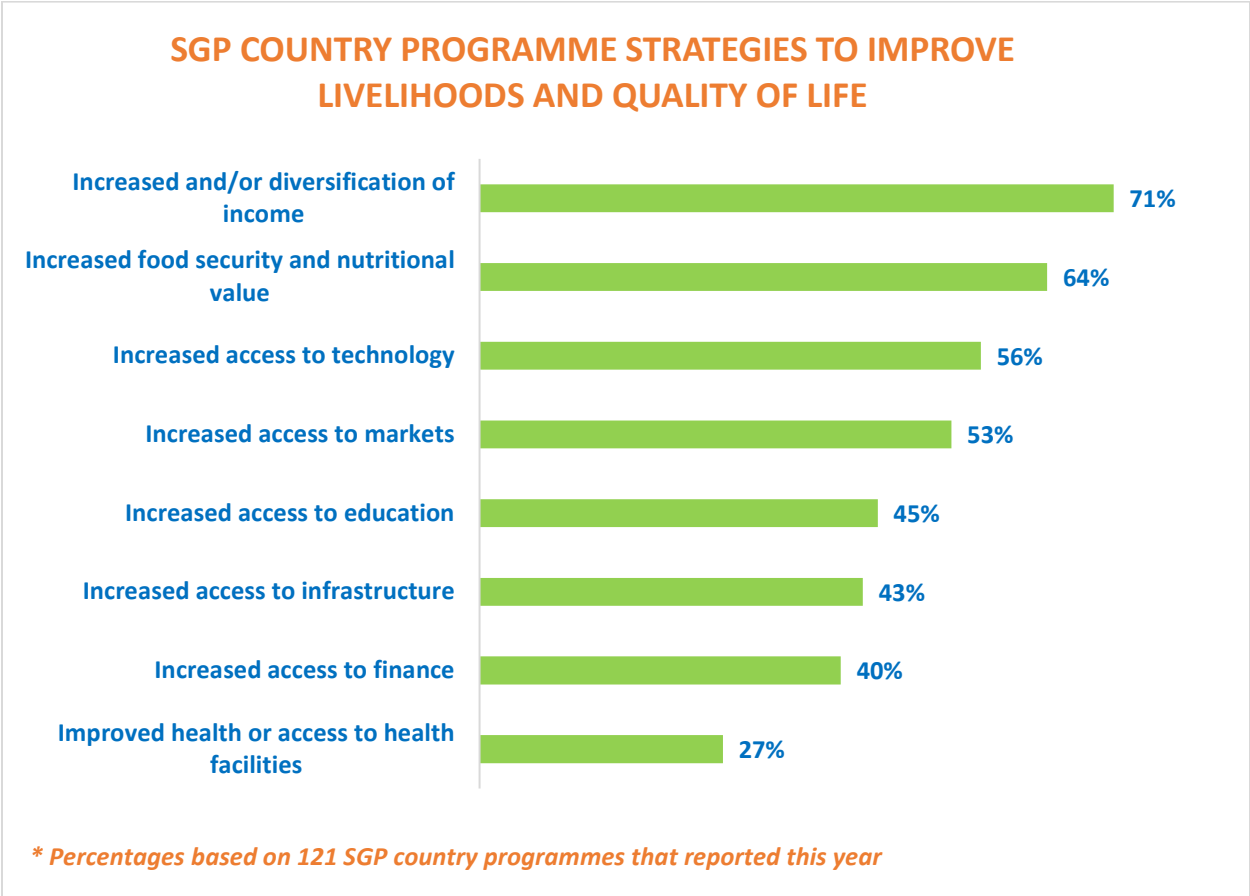 SGP COUNTRY PROGRAMME STRATEGIES TO IMPROVE
LIVELIHOODS AND QUALITY OF LIFE
Increased and/or diversification of
income
71%
Increased food security and nutritional
value
64%
Increased access to technology
56%
Increased access to markets
53%
Increased access to education
45%
Increased access to infrastructure
43%
Increased access to finance
40%
Improved health or access to health
facilities
27%
* Percentages based on 121 SGP country programmes that reported this year